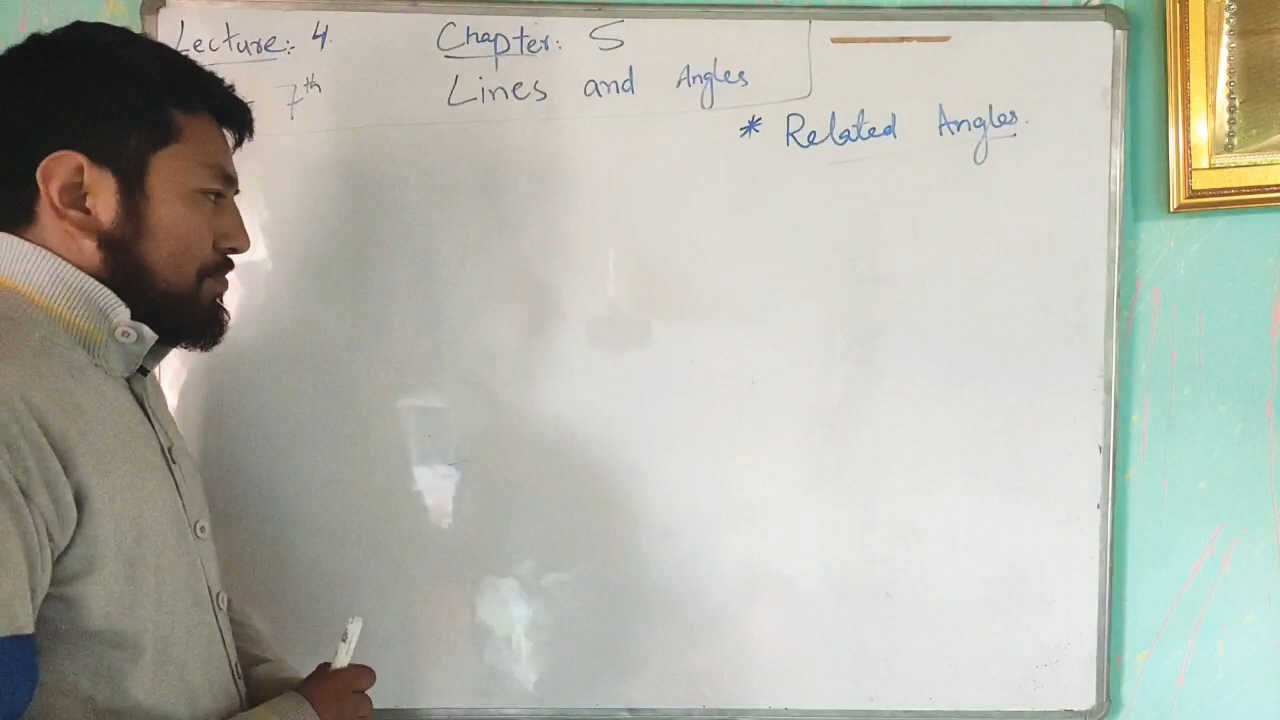 Lecture:- 4.
7th
Chapter: 5
Lines and Angles
* Related Angles.